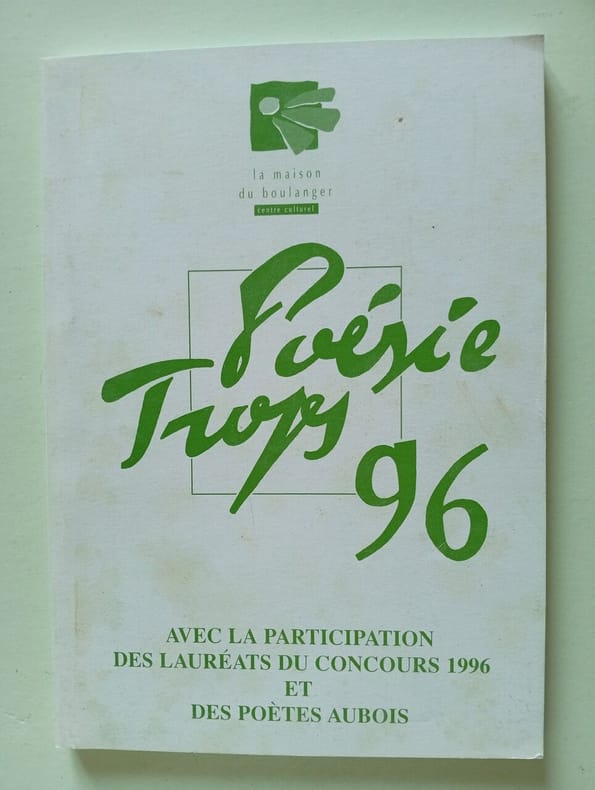 la maison
du boulanger
centre culturel
Poésie
Troyes
96
AVEC LA PARTICIPATION
DES LAURÉATS DU CONCOURS 1996
ET
DES POÈTES AUBOIS